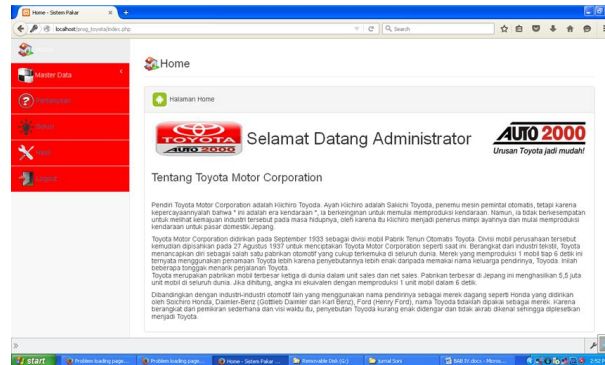 Home - Sistem Pakar
localhost/prog_toyota/index.php
Search
Home
Master Data
Pertanyaan
Logout
Home
Halaman Home
TOYOTA
AUTO 2000
Selamat Datang Administrator
AUTO 2000
Urusan Toyota jadi mudah!
Tentang Toyota Motor Corporation
Pendiri Toyota Motor Corporation adalah Kiichiro Toyoda. Ayah Kiichiro adalah Sakiichi Toyoda, penemu mesin pemintal otomatis, tetapi karena
kepercayaannyalah bahwa " ini adalah era kendaraan ", ia berkeinginan untuk memulai memproduksi kendaraan. Namun, ia tidak berkesempatan
untuk melihat kemajuan industri tersebut pada masa hidupnya, oleh karena itu Kiichiro menjadi penerus mimpi ayahnya dan mulai memproduksi
kendaraan untuk pasar domestik Jepang.
Toyota Motor Corporation didirikan pada September 1933 sebagai divisi mobil Pabrik Tenun Otomatis Toyota. Divisi mobil perusahaan tersebut
kemudian dipisahkan pada 27 Agustus 1937 untuk menciptakan Toyota Motor Corporation seperti saat ini. Berangkat dari industri tekstil, Toyota
menancapkan diri sebagai salah satu pabrikan otomotif yang cukup terkemuka di seluruh dunia. Merek yang memproduksi 1 mobil tiap 6 detik ini
ternyata menggunakan penamaan Toyota lebih karena penyebutannya lebih enak daripada memakai nama keluarga pendirinya, Toyoda. Inilah
beberapa tonggak menarik perjalanan Toyota.
Toyota merupakan pabrikan mobil terbesar ketiga di dunia dalam unit sales dan net sales. Pabrikan terbesar di Jepang ini menghasilkan 5,5 juta
unit mobil di seluruh dunia. Jika dihitung, angka ini ekuivalen dengan memproduksi 1 unit mobil dalam 6 detik.
Dibandingkan dengan industri-industri otomotif lain yang menggunakan nama pendirinya sebagai merek dagang seperti Honda yang didirikan
oleh Soichiro Honda, Daimler-Benz (Gottlieb Daimler dan Karl Benz), Ford (Henry Ford), nama Toyoda tidaklah dipakai sebagai merek. Karena
berangkat dari pemikiran sederhana dan visi waktu itu, penyebutan Toyoda kurang enak didengar dan tidak akrab dikenal sehingga diplesetkan
menjadi Toyota.
start
Problem loading page...
Problem loading page...
Home - Sistem Pakar ...
Removable Disk (G:)
BAB IV.docx - Micros...